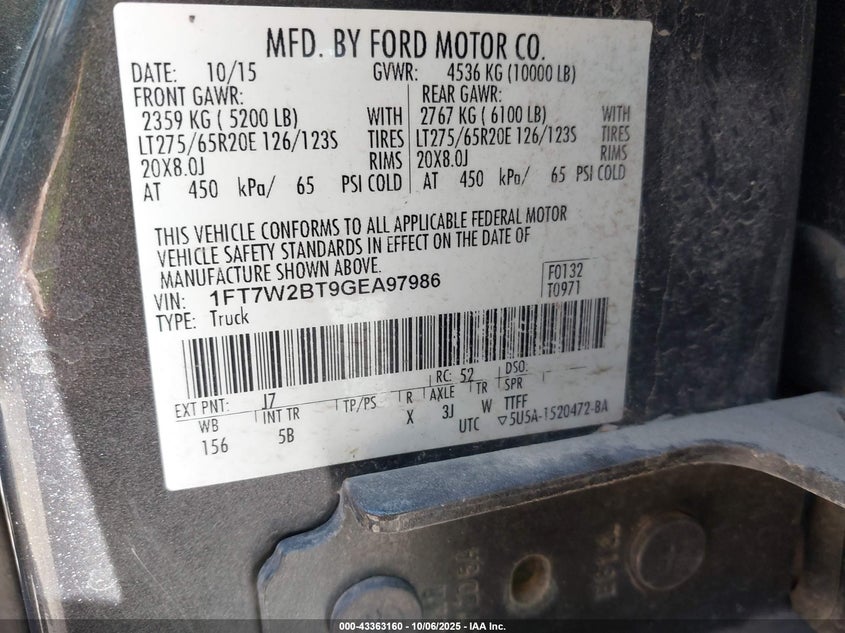 MFD. BY FORD MOTOR CO.
DATE: 10/15 GVWR: 4536 KG (10000 LB)
FRONT GAWR: REAR GAWR:
2359 KG ( 5200 LB) WITH 2767 KG ( 6100 LB) WITH
LT275/65R20E 126/123S TIRES LT275/65R20E 126/123S TIRES
20X8.0J RIMS 20X8.0J RIMS
AT 450 kPa/ 65 PSI COLD AT 450 kPa/ 65 PSI COLD
THIS VEHICLE CONFORMS TO ALL APPLICABLE FEDERAL MOTOR
VEHICLE SAFETY STANDARDS IN EFFECT ON THE DATE OF
MANUFACTURE SHOWN ABOVE.
VIN: 1FT7W2BT9GEA97986 F0132
TYPE: Truck T0971
EXT PNT: J7 RC: 52 DSO:
WB INT TR TP/PS R AXLE TR SPR
156 5B X 3J W TTFF
UTC ▽5U5A-1520472-BA
000-43363160 - 10/06/2025 - IAA Inc.